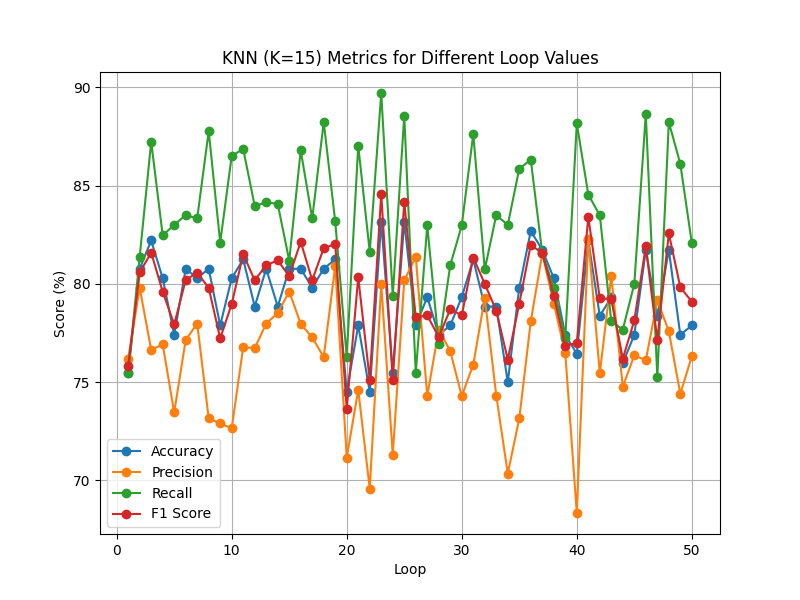 KNN (K=15) Metrics for Different Loop Values
Score (%)
90
85
80
75
70
Accuracy
Precision
Recall
F1 Score
0
10
20
30
40
50
Loop